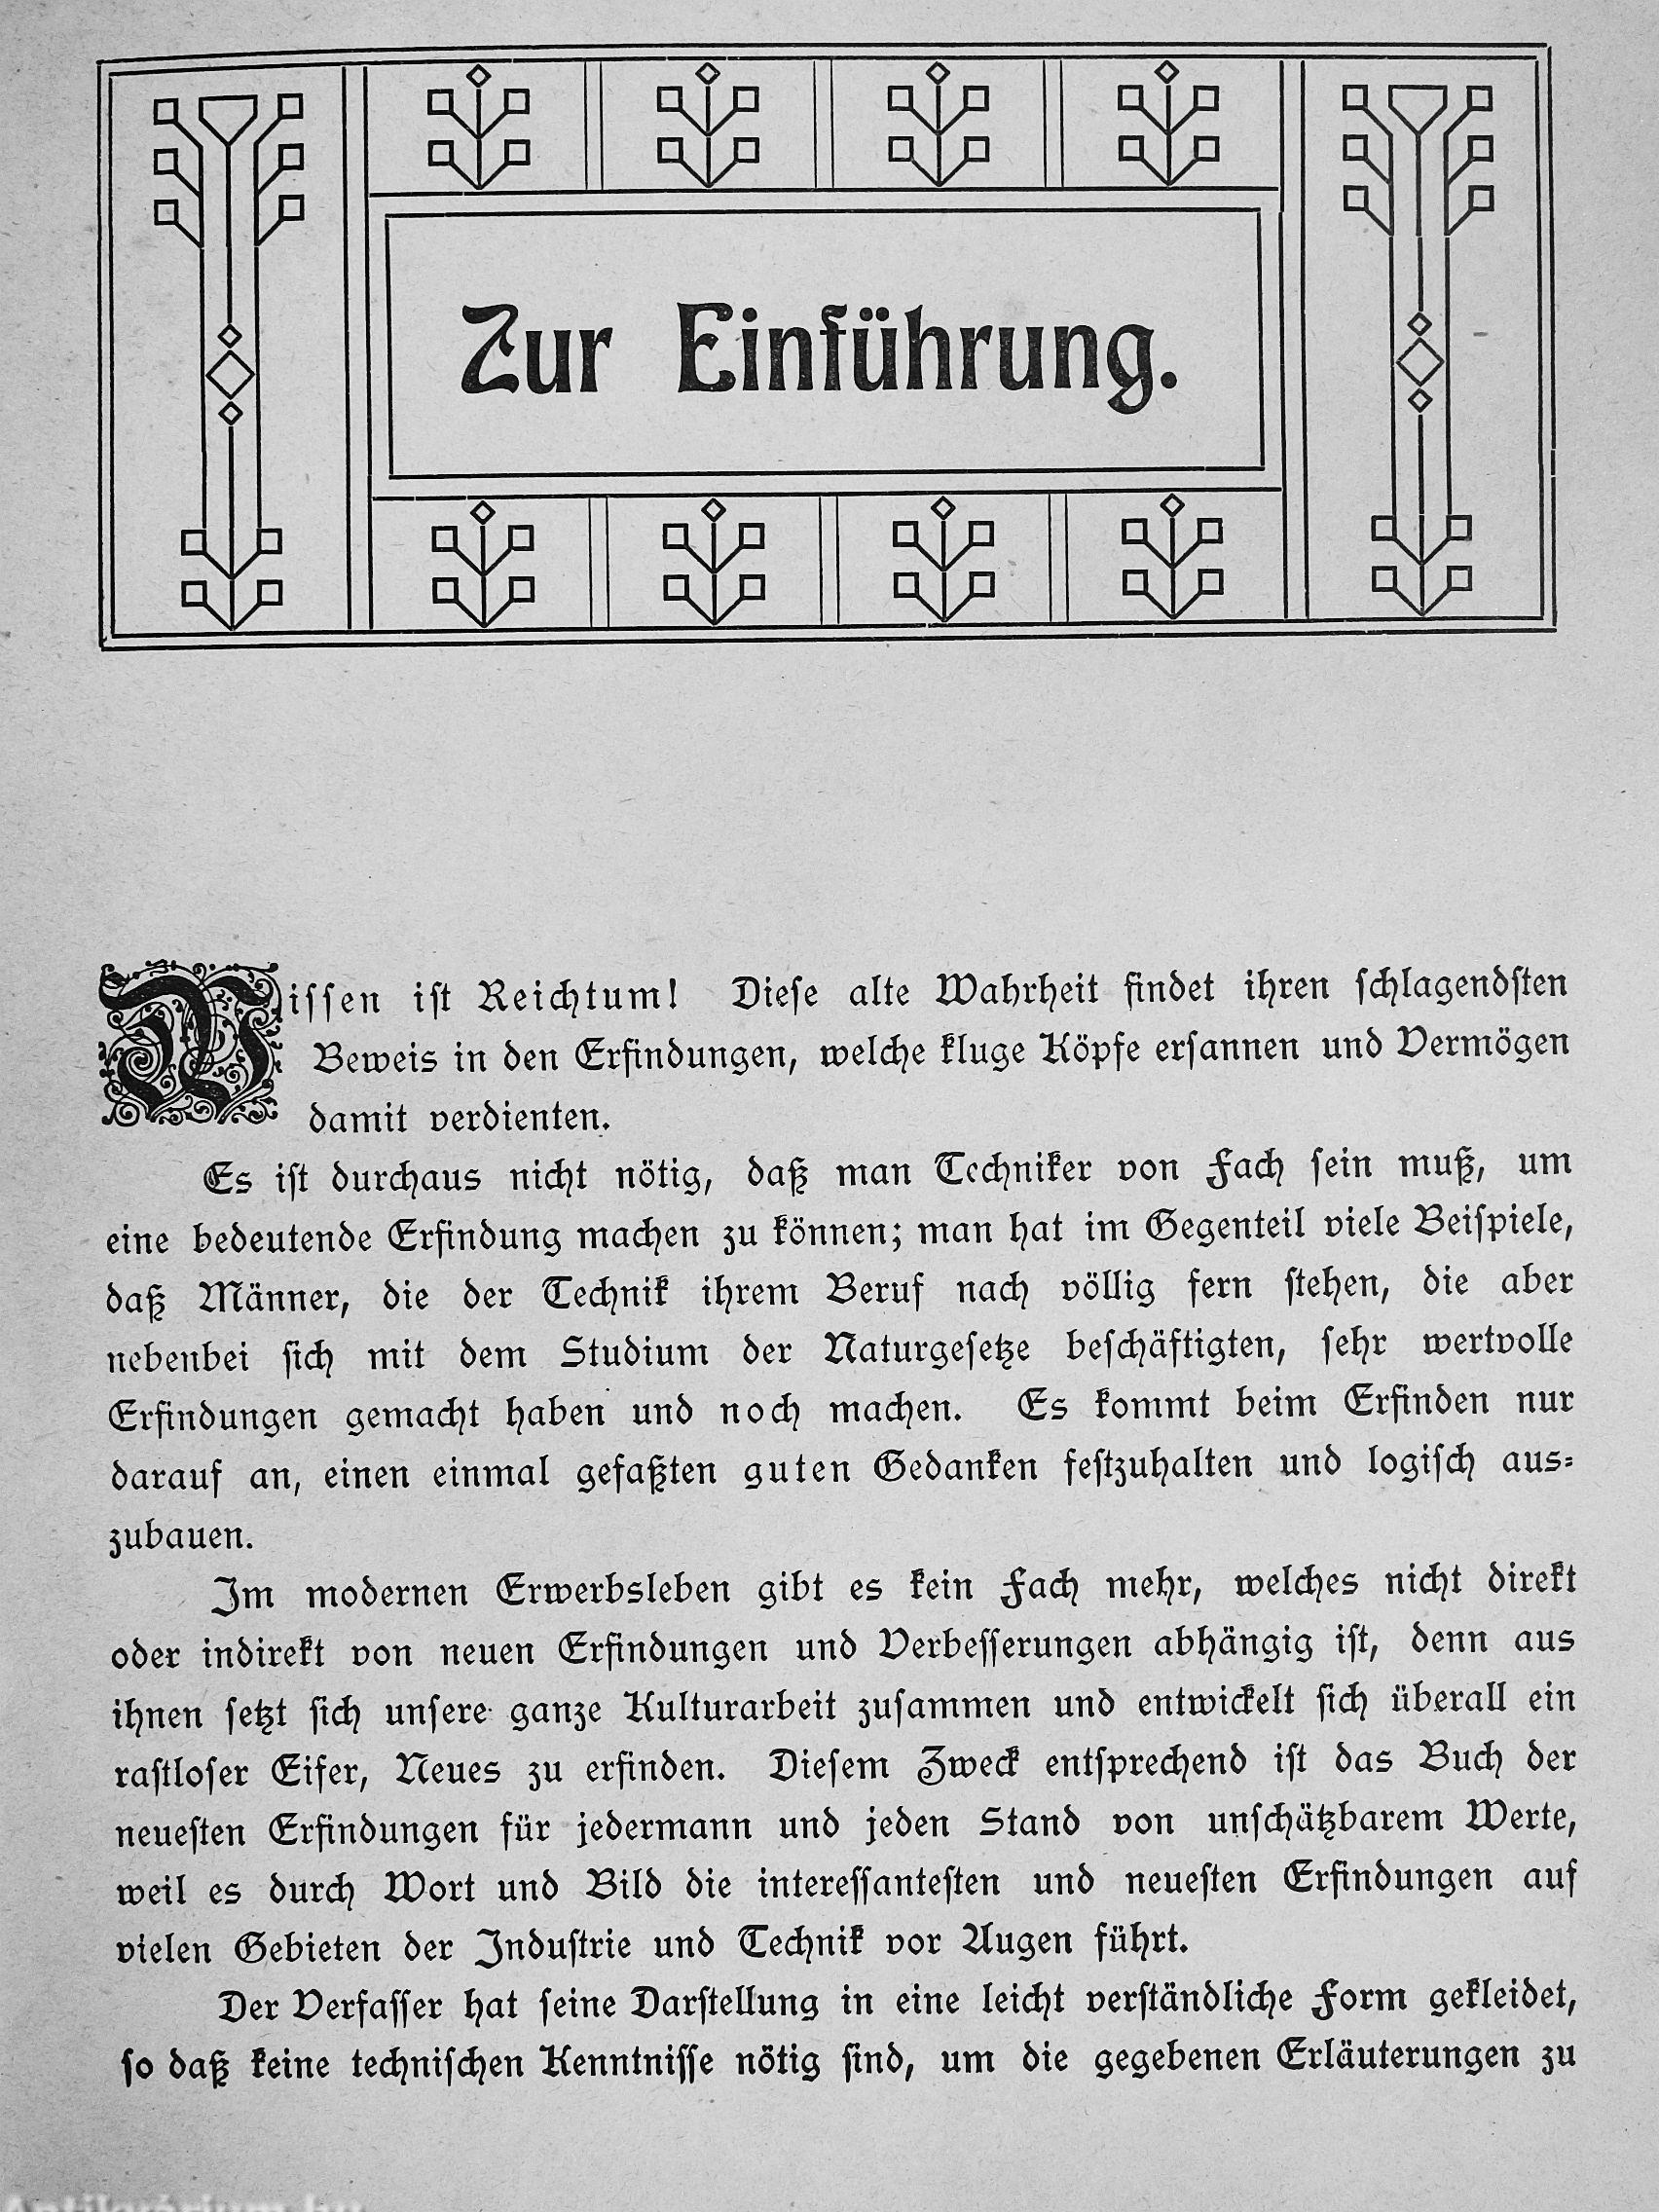 Zur Einführung.
Wissen ist Reichtum! Diese alte Wahrheit findet ihren schlagendsten
Beweis in den Erfindungen, welche kluge Köpfe ersannen und Vermögen
damit verdienten.
Es ist durchaus nicht nötig, daß man Techniker von Fach sein muß, um
eine bedeutende Erfindung machen zu können; man hat im Gegenteil viele Beispiele,
daß Männer, die der Technik ihrem Beruf nach völlig fern stehen, die aber
nebenbei sich mit dem Studium der Naturgesetze beschäftigten, sehr wertvolle
Erfindungen gemacht haben und noch machen. Es kommt beim Erfinden nur
darauf an, einen einmal gefaßten guten Gedanken festzuhalten und logisch aus-
zubauen.
Im modernen Erwerbsleben gibt es kein Fach mehr, welches nicht direkt
oder indirekt von neuen Erfindungen und Verbesserungen abhängig ist, denn aus
ihnen setzt sich unsere ganze Kulturarbeit zusammen und entwickelt sich überall ein
rastloser Eifer, Neues zu erfinden. Diesem Zweck entsprechend ist das Buch der
neuesten Erfindungen für jedermann und jeden Stand von unschätzbarem Werte,
weil es durch Wort und Bild die interessantesten und neuesten Erfindungen auf
vielen Gebieten der Industrie und Technik vor Augen führt.
Der Verfasser hat seine Darstellung in eine leicht verständliche Form gekleidet,
so daß keine technischen Kenntnisse nötig sind, um die gegebenen Erläuterungen zu